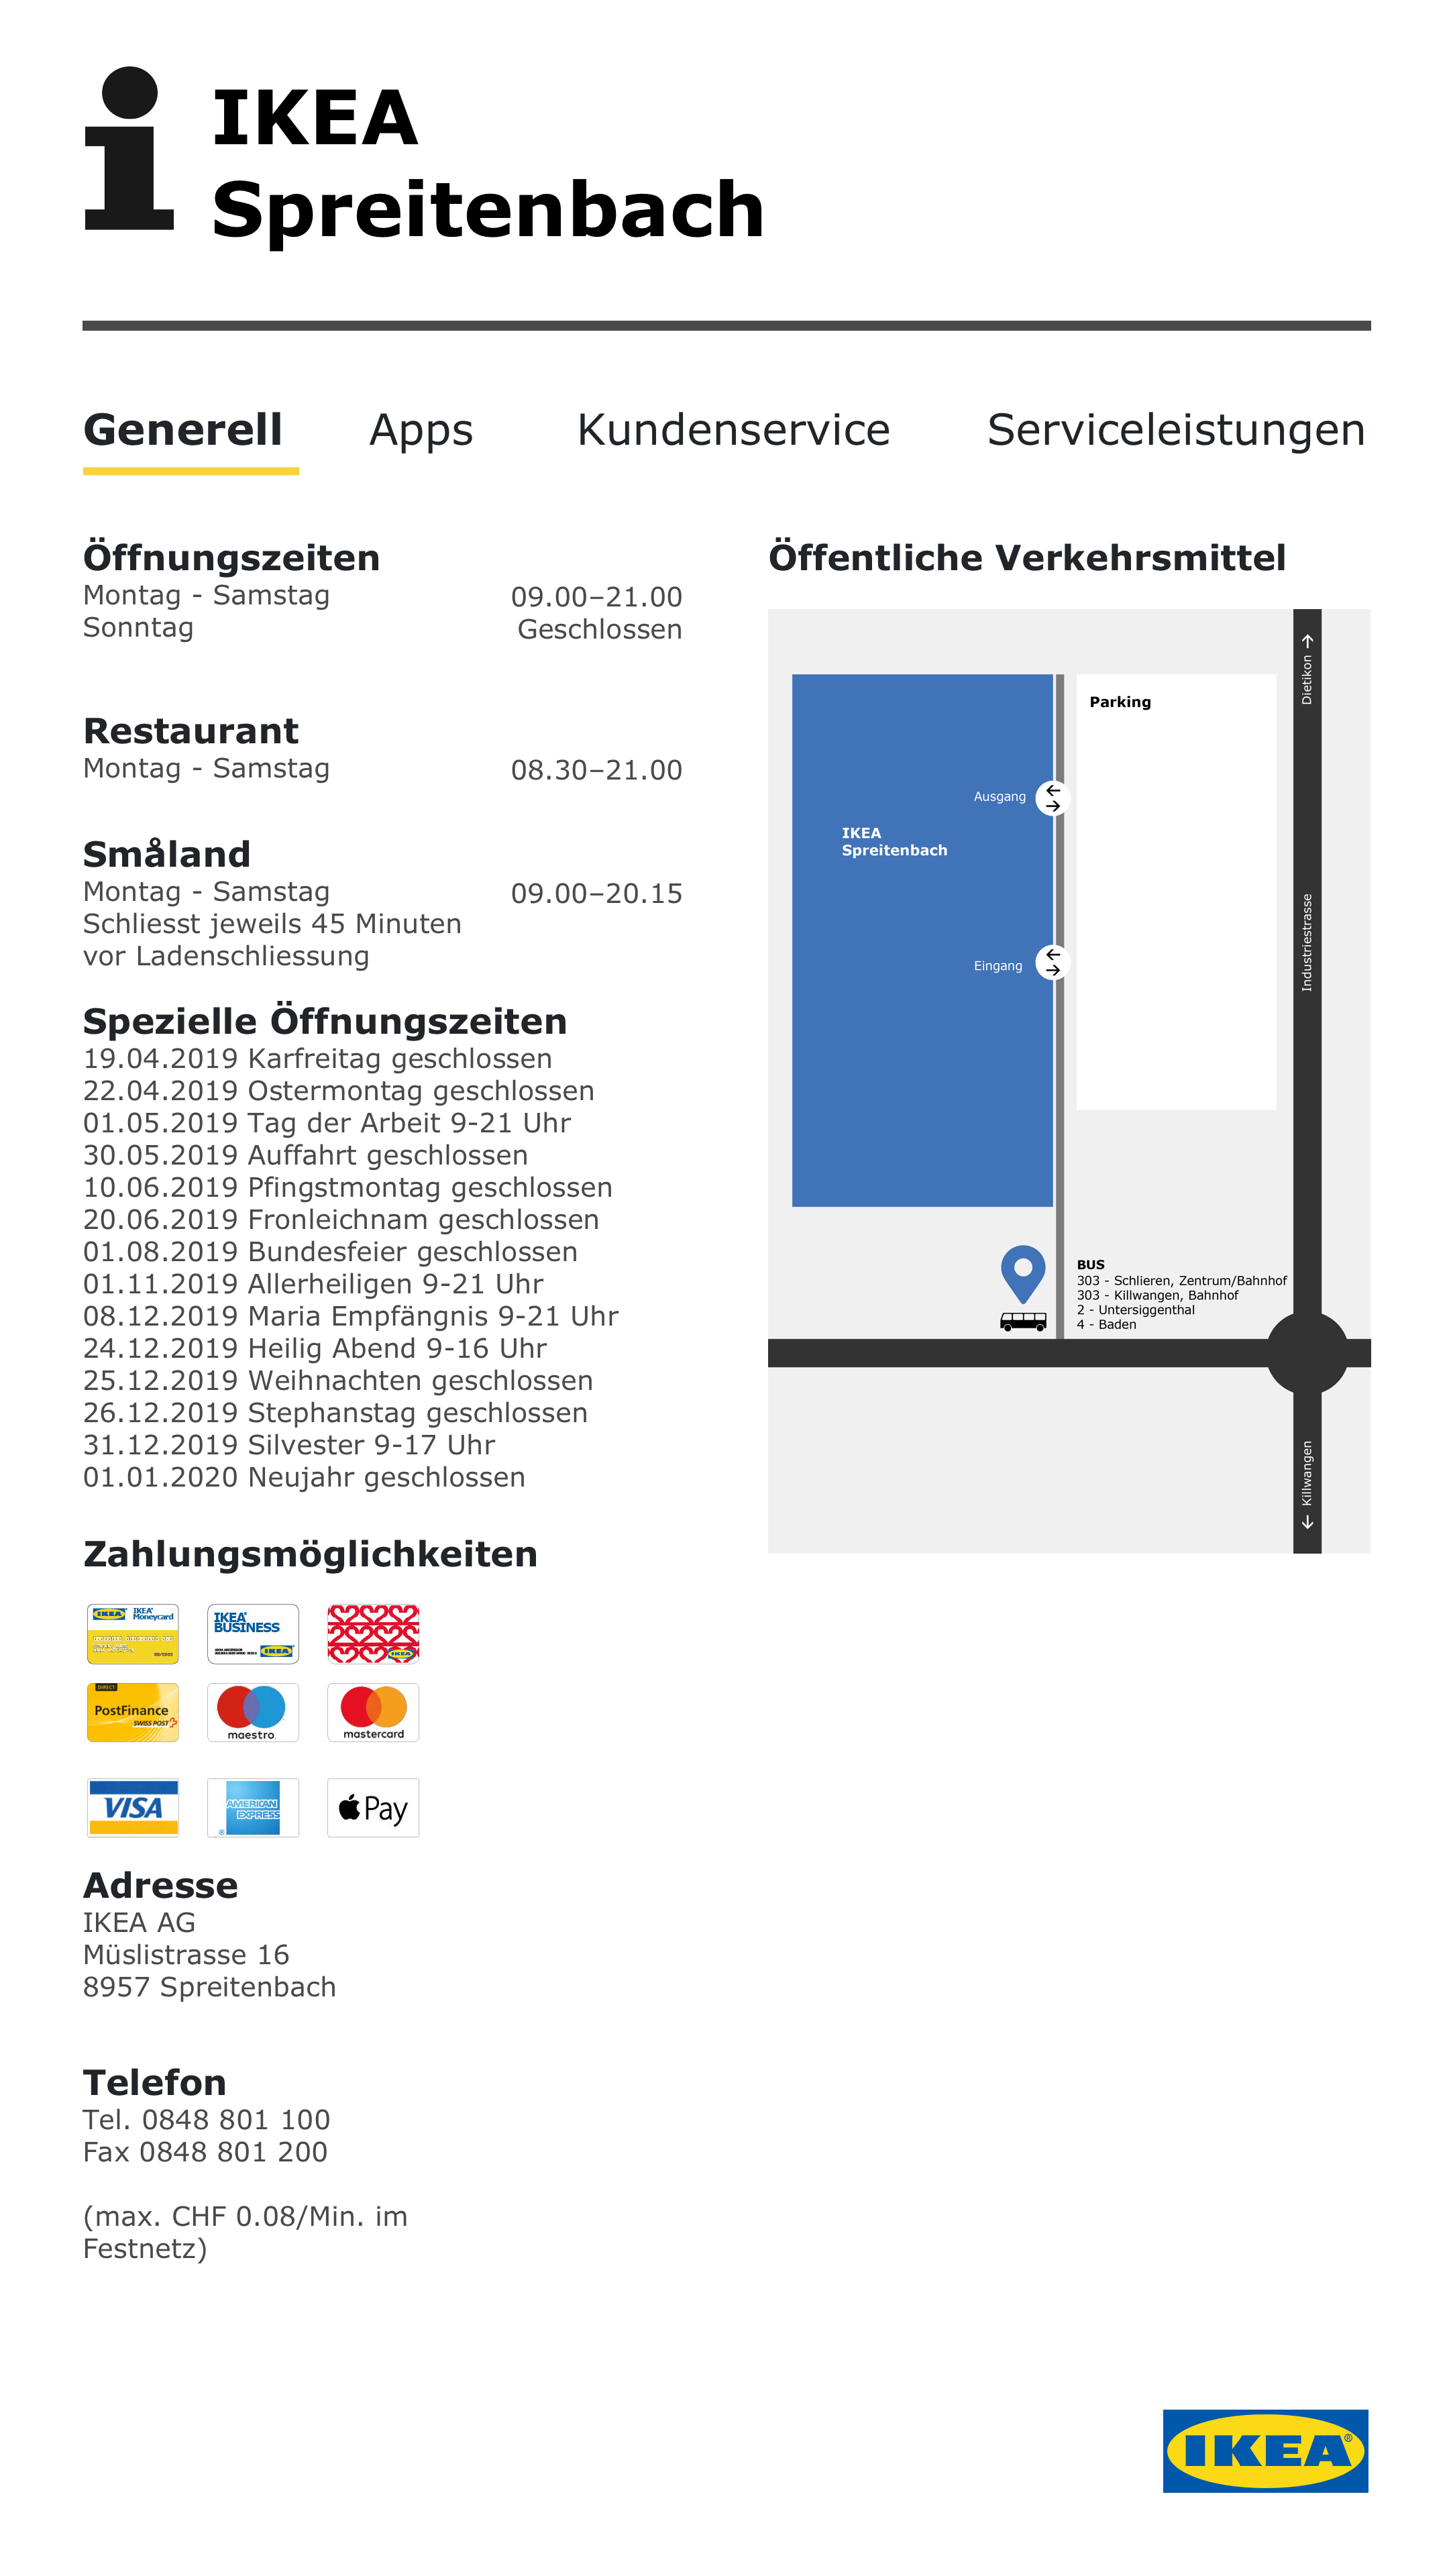 IKEA
Spreitenbach
Generell Apps Kundenservice Serviceleistungen
Öffnungszeiten
Montag - Samstag 09.00–21.00
Sonntag Geschlossen
Restaurant
Montag - Samstag 08.30–21.00
Småland
Montag - Samstag 09.00–20.15
Schliesst jeweils 45 Minuten
vor Ladenschliessung
Spezielle Öffnungszeiten
19.04.2019 Karfreitag geschlossen
22.04.2019 Ostermontag geschlossen
01.05.2019 Tag der Arbeit 9-21 Uhr
30.05.2019 Auffahrt geschlossen
10.06.2019 Pfingstmontag geschlossen
20.06.2019 Fronleichnam geschlossen
01.08.2019 Bundesfeier geschlossen
01.11.2019 Allerheiligen 9-21 Uhr
08.12.2019 Maria Empfängnis 9-21 Uhr
24.12.2019 Heilig Abend 9-16 Uhr
25.12.2019 Weihnachten geschlossen
26.12.2019 Stephanstag geschlossen
31.12.2019 Silvester 9-17 Uhr
01.01.2020 Neujahr geschlossen
Zahlungsmöglichkeiten
IKEA IKEA
Moneycard
IKEA
BUSINESS
IKEA
IKEA
DIRECT
PostFinance
SWISS POST
maestro
mastercard
VISA
AMERICAN
EXPRESS
®
Pay
Adresse
IKEA AG
Müslistrasse 16
8957 Spreitenbach
Telefon
Tel. 0848 801 100
Fax 0848 801 200
(max. CHF 0.08/Min. im
Festnetz)
Öffentliche Verkehrsmittel
Dietikon →
Parking
Ausgang
IKEA
Spreitenbach
Industriestrasse
Eingang
BUS
303 - Schlieren, Zentrum/Bahnhof
303 - Killwangen, Bahnhof
2 - Untersiggenthal
4 - Baden
← Killwangen
IKEA®